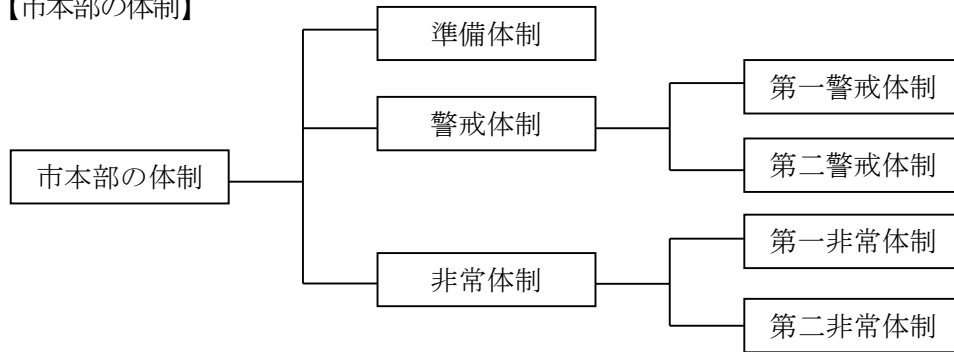 【市本部の体制】
準備体制
第一警戒体制
警戒体制
第二警戒体制
市本部の体制
第一非常体制
非常体制
第二非常体制